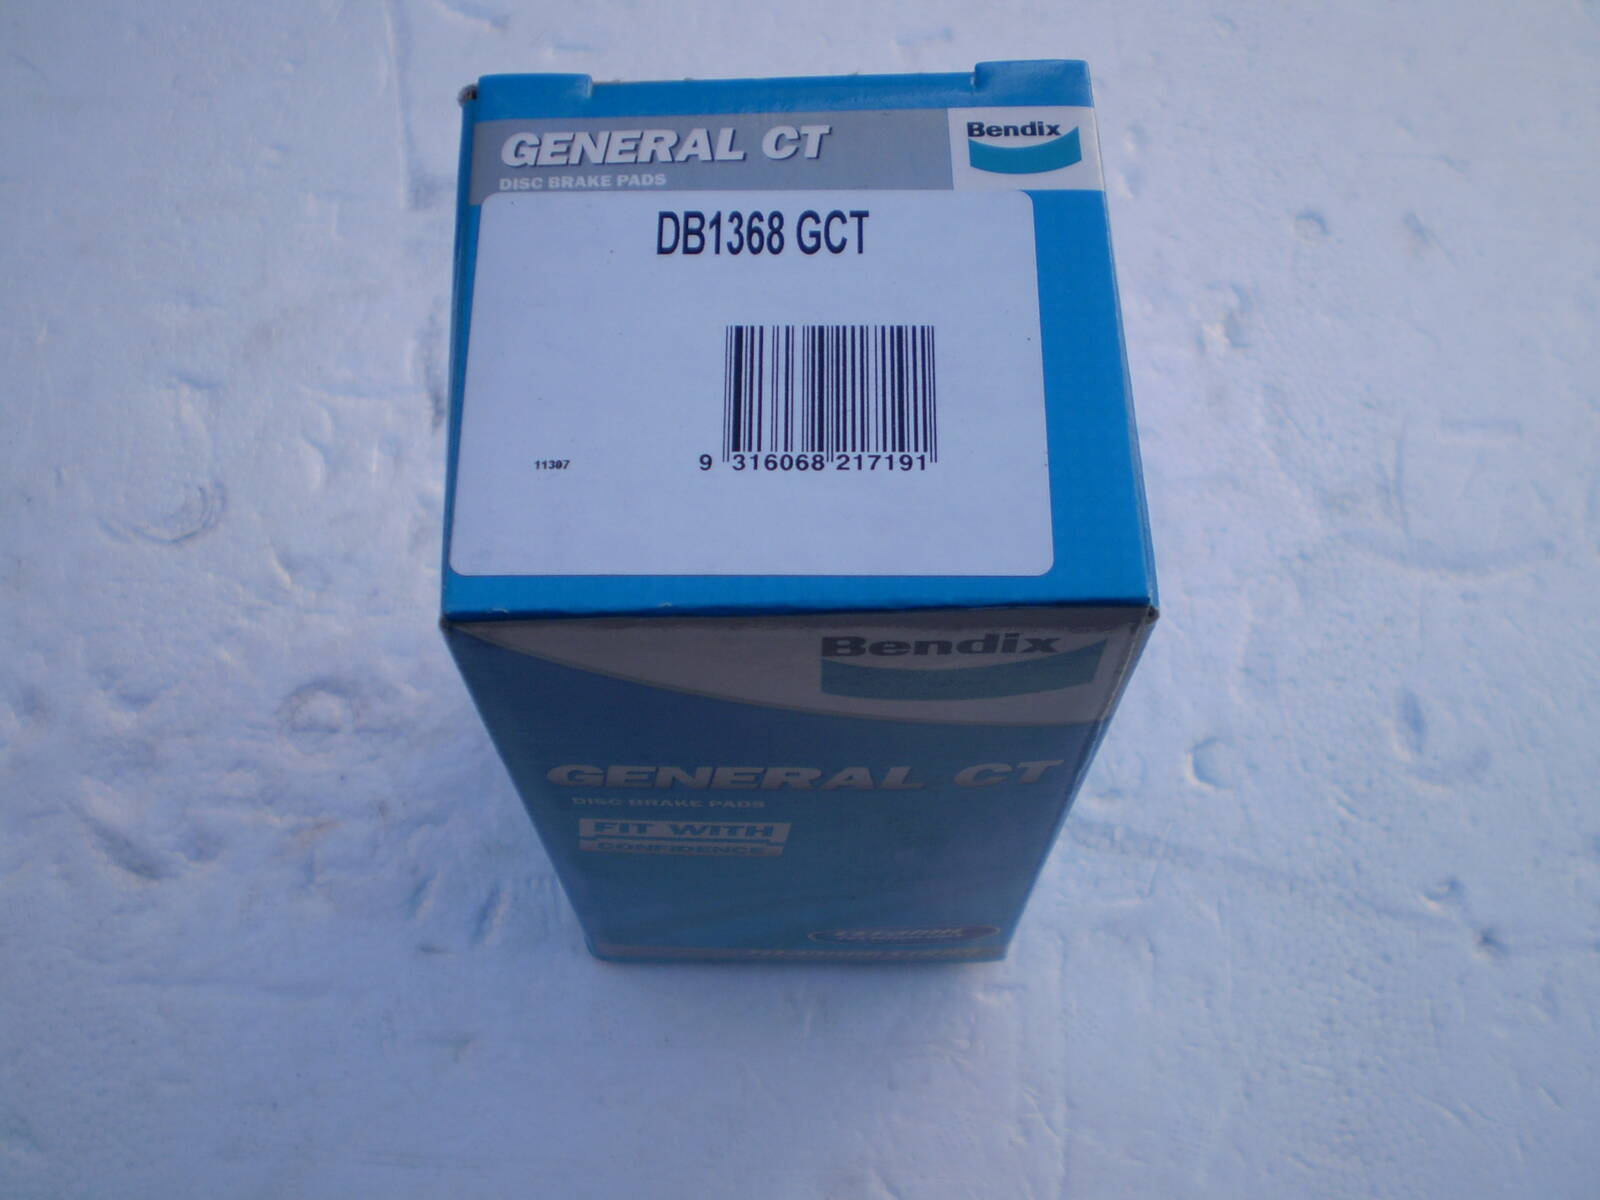 GENERAL CT
Bendix
DISC BRAKE PADS
DB1368 GCT
11307
9 316068 217191
Bendix
GENERAL CT
DISC BRAKE PADS
FIT WITH
CONFIDENCE